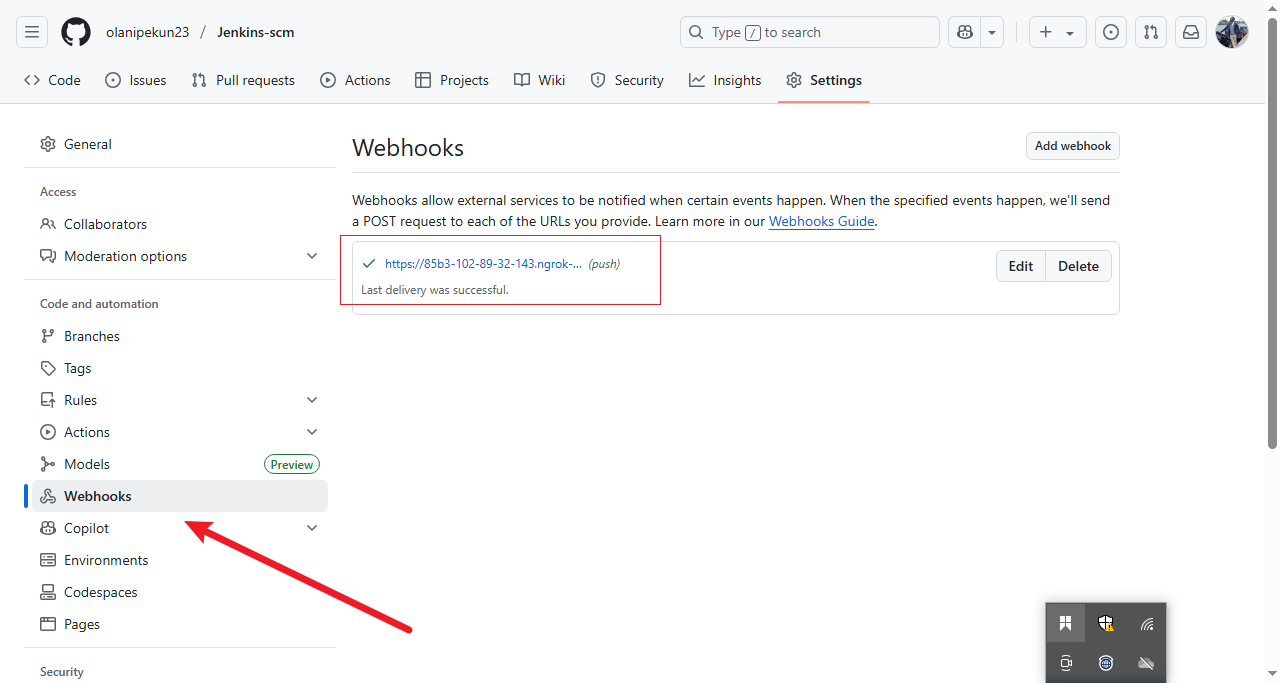 olanipekun23 / Jenkins-scm
Type / to search
Code Issues Pull requests Actions Projects Wiki Security Insights Settings
General
Access
Collaborators
Moderation options
Code and automation
Branches
Tags
Rules
Actions
Models Preview
Webhooks
Copilot
Environments
Codespaces
Pages
Security
Webhooks Add webhook
Webhooks allow external services to be notified when certain events happen. When the specified events happen, we'll send
a POST request to each of the URLs you provide. Learn more in our Webhooks Guide.
https://85b3-102-89-32-143.ngrok-... (push) Edit Delete
Last delivery was successful.